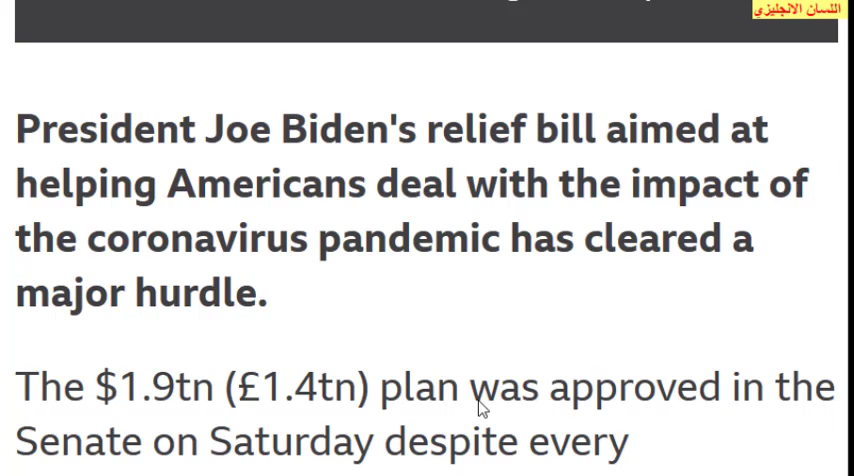 اللسان الانجليزي
President Joe Biden's relief bill aimed at
helping Americans deal with the impact of
the coronavirus pandemic has cleared a
major hurdle.
The $1.9tn (£1.4tn) plan was approved in the
Senate on Saturday despite every